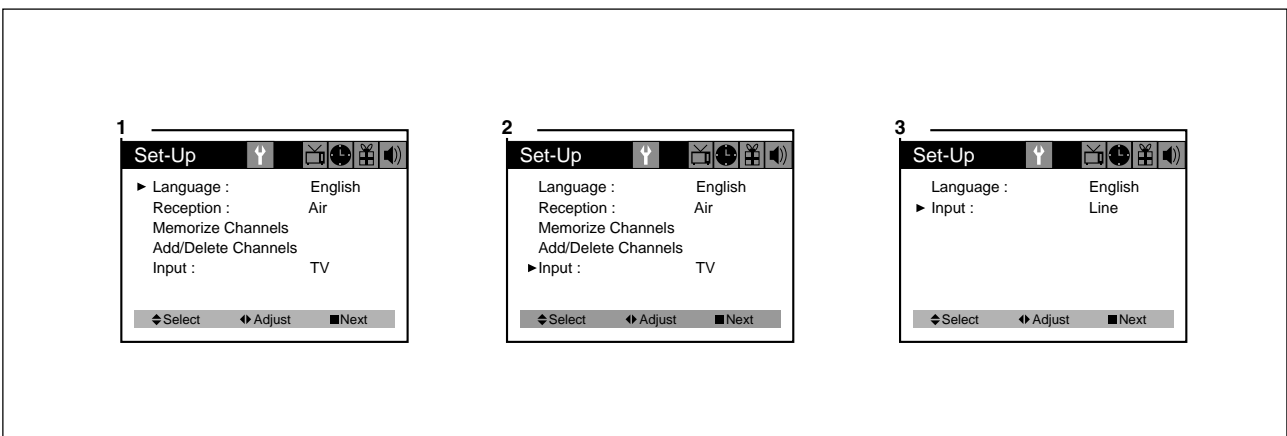 1
Set-Up
► Language : English
Reception : Air
Memorize Channels
Add/Delete Channels
Input : TV
Select Adjust Next
2
Set-Up
Language : English
Reception : Air
Memorize Channels
Add/Delete Channels
► Input : TV
Select Adjust Next
3
Set-Up
Language : English
► Input : Line
Select Adjust Next